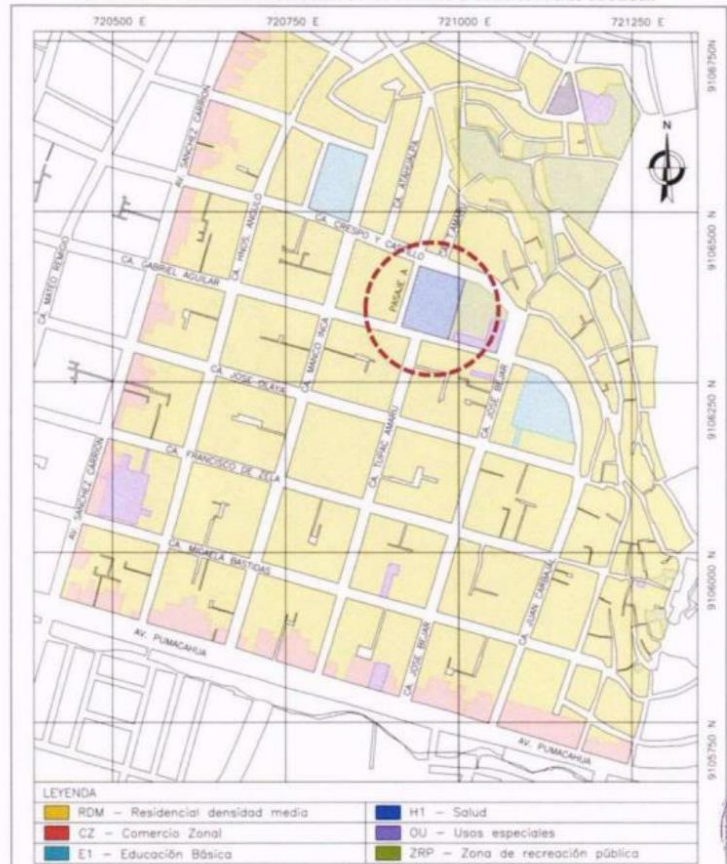 720500 E
720750 E
721000 E
721250 E
9106750N
9106500 N
9106250 N
9106000 N
9105750 N
N
AV. SANCHEZ CARRION
CA. ATAHUALPA
CA. HNOS. ANGULO
CA. CRESPO Y CASTILLO
CA. MATEO REMIGIO
CA. GABRIEL AGUILAR
PASAJE A.
CA. MANCO INCA
CA. JOSE OLAYA
CA. JOSE BEJAR
CA. TUPAC AMARU
CA. FRANCISCO DE ZELA
AV. SANCHEZ CARRION
CA. MICAELA BASTIDAS
CA. JUAN CARBAJAL
AV. PUMACAHUA
CA. JOSE BEJAR
AV. PUMACAHUA
LEYENDA
RDM – Residencial densidad media
H1 – Salud
CZ – Comercio Zonal
OU – Usos especiales
E1 – Educación Básica
ZRP – Zona de recreación pública